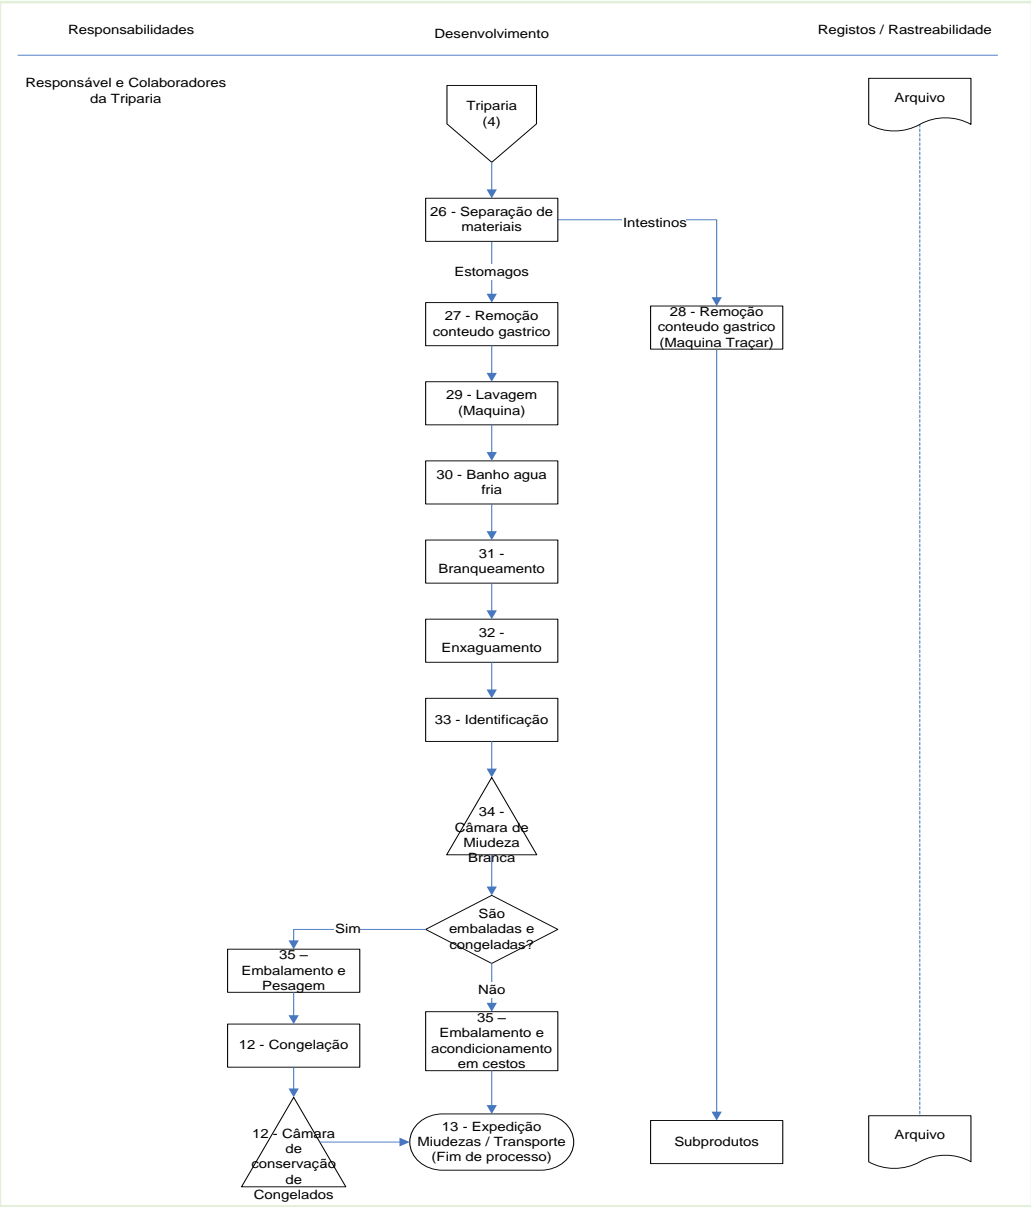 Responsabilidades
Desenvolvimento
Registos / Rastreabilidade
Responsável e Colaboradores
da Triparia
Triparia
(4)
Arquivo
26 - Separação de
materiais
Intestinos
Estomagos
27 - Remoção
conteudo gastrico
28 - Remoção
conteudo gastrico
(Maquina Traçar)
29 - Lavagem
(Maquina)
30 - Banho agua
fria
31 -
Branqueamento
32 -
Enxaguamento
33 - Identificação
34 -
Câmara de
Miudeza
Branca
São
embaladas e
congeladas?
Sim
Não
35 –
Embalamento e
Pesagem
35 –
Embalamento e
acondicionamento
em cestos
12 - Congelação
12 - Câmara
de
conservação
de
Congelados
13 - Expedição
Miudezas / Transporte
(Fim de processo)
Subprodutos
Arquivo